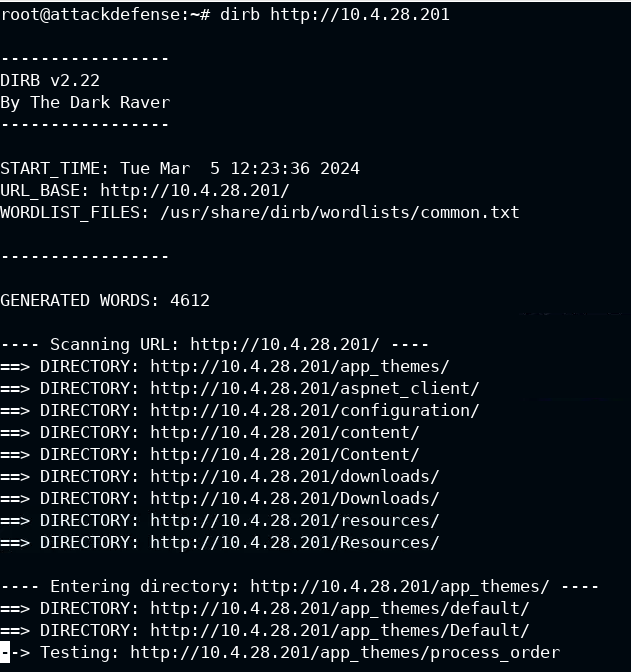 root@attackdefense:~# dirb http://10.4.28.201
-----------------
DIRB v2.22
By The Dark Raver
-----------------
START_TIME: Tue Mar  5 12:23:36 2024
URL_BASE: http://10.4.28.201/
WORDLIST_FILES: /usr/share/dirb/wordlists/common.txt
-----------------
GENERATED WORDS: 4612
---- Scanning URL: http://10.4.28.201/ ----
==> DIRECTORY: http://10.4.28.201/app_themes/
==> DIRECTORY: http://10.4.28.201/aspnet_client/
==> DIRECTORY: http://10.4.28.201/configuration/
==> DIRECTORY: http://10.4.28.201/content/
==> DIRECTORY: http://10.4.28.201/Content/
==> DIRECTORY: http://10.4.28.201/downloads/
==> DIRECTORY: http://10.4.28.201/Downloads/
==> DIRECTORY: http://10.4.28.201/resources/
==> DIRECTORY: http://10.4.28.201/Resources/
---- Entering directory: http://10.4.28.201/app_themes/ ----
==> DIRECTORY: http://10.4.28.201/app_themes/default/
==> DIRECTORY: http://10.4.28.201/app_themes/Default/
--> Testing: http://10.4.28.201/app_themes/process_order